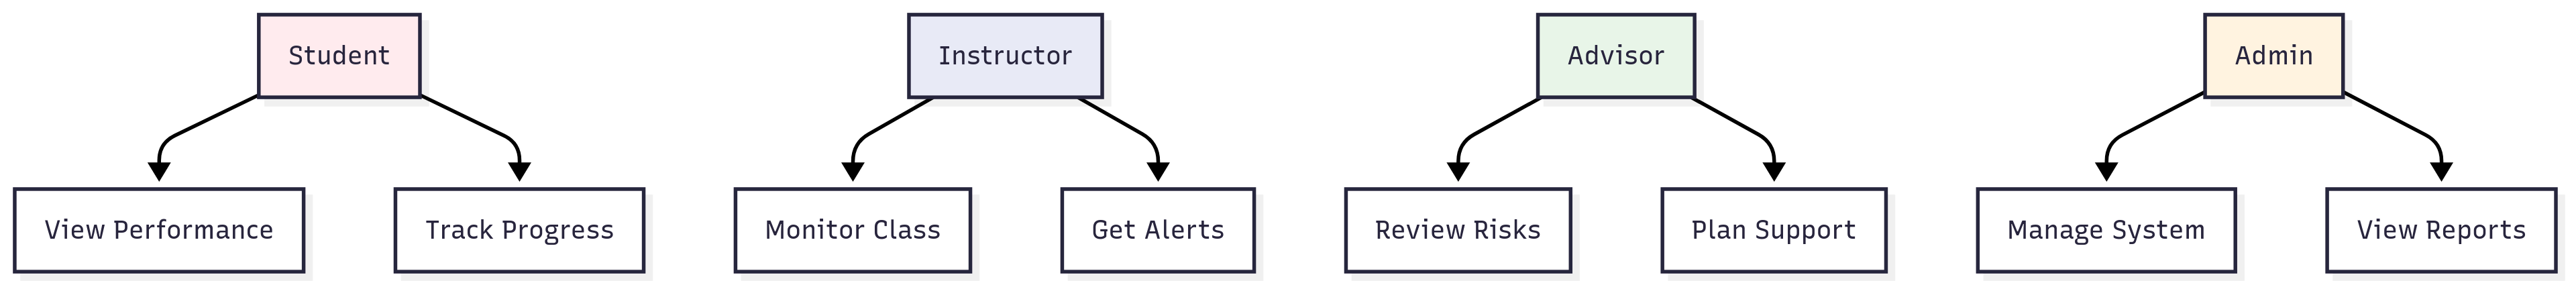 Student
Instructor
Advisor
Admin
View Performance
Track Progress
Monitor Class
Get Alerts
Review Risks
Plan Support
Manage System
View Reports